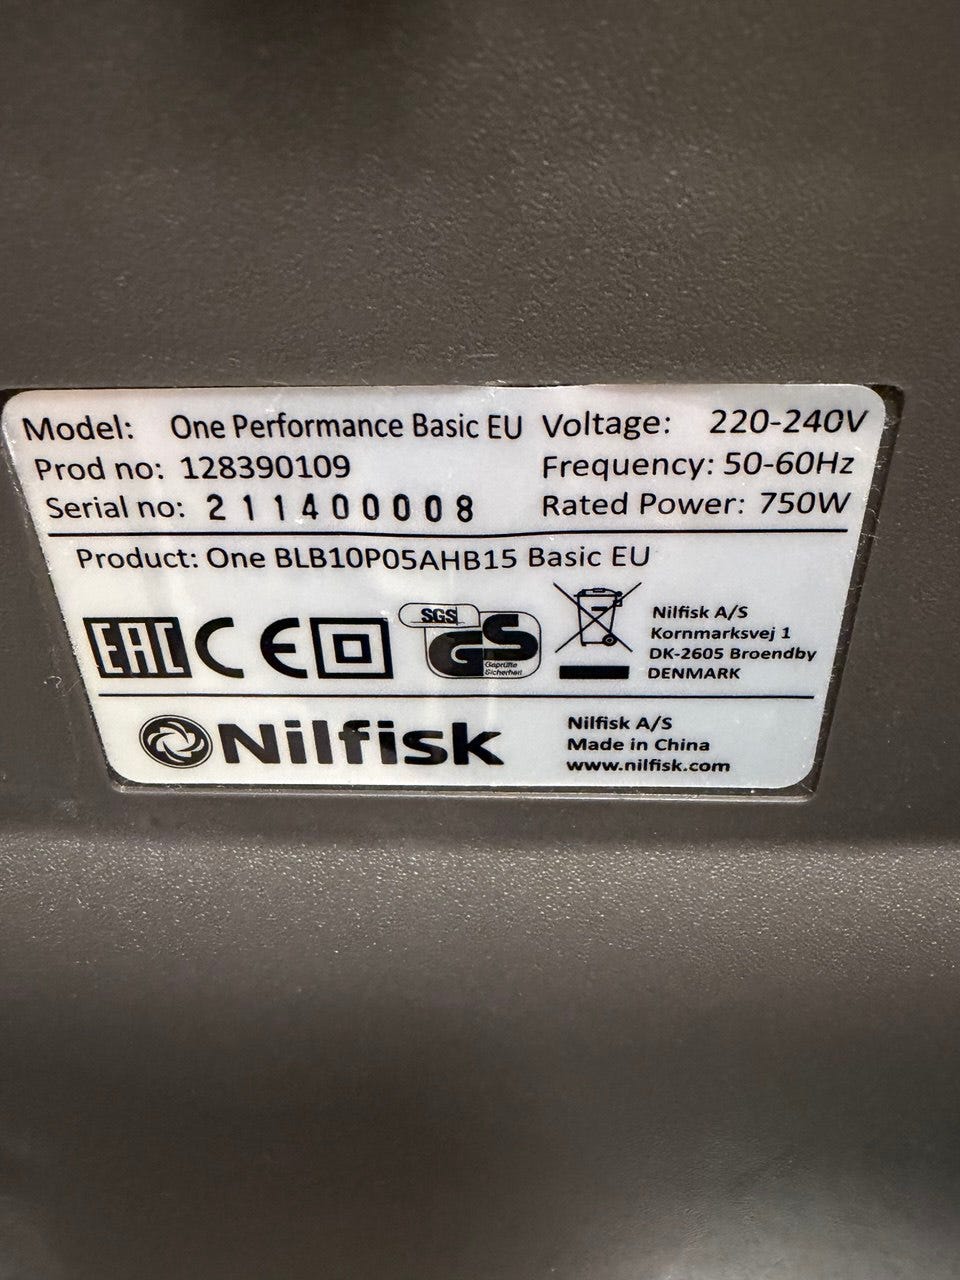 Model: One Performance Basic EU Voltage: 220-240V
Prod no: 128390109 Frequency: 50-60Hz
Serial no: 211400008 Rated Power: 750W
Product: One BLB10P05AHB15 Basic EU
EAC CE SGS GS
Geprüfte
Sicherheit
Nilfisk A/S
Kornmarksvej 1
DK-2605 Broendby
DENMARK
Nilfisk
Nilfisk A/S
Made in China
www.nilfisk.com